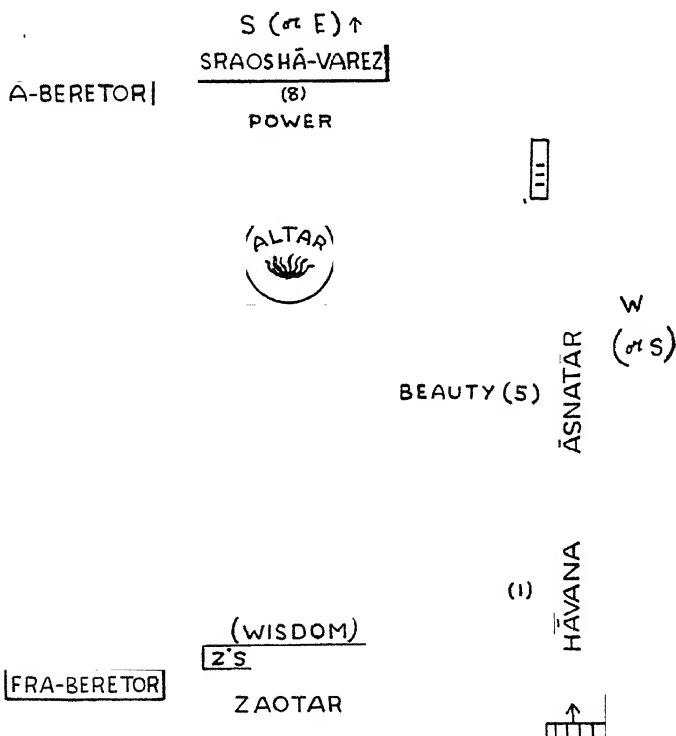 S (or E) ↑
SRAOSHĀ-VAREZ
Ā-BERETOR
(8)
POWER
ALTAR
W
(or S)
BEAUTY (5)
ĀSNATĀR
(1)
HĀVANA
(WISDOM)
Z'S
FRA-BERETOR
ZAOTAR